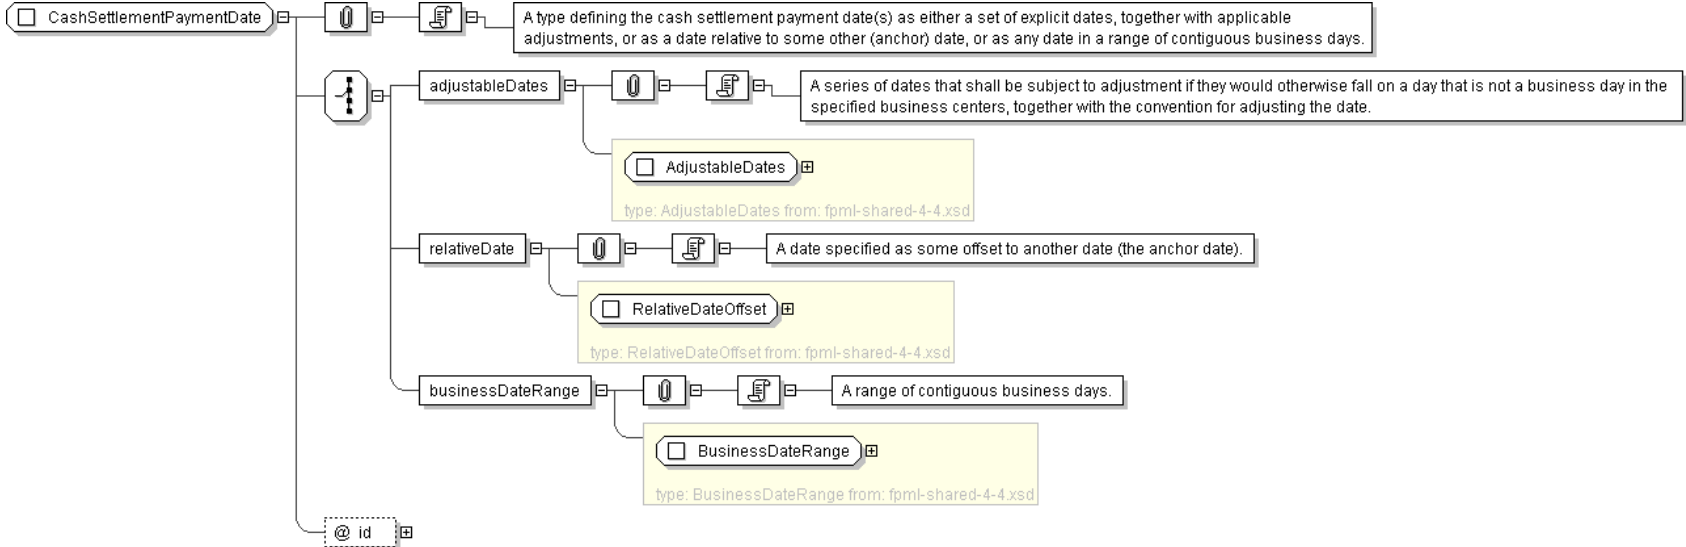 CashSettlementPaymentDate
A type defining the cash settlement payment date(s) as either a set of explicit dates, together with applicable
adjustments, or as a date relative to some other (anchor) date, or as any date in a range of contiguous business days.
adjustableDates
A series of dates that shall be subject to adjustment if they would otherwise fall on a day that is not a business day in the
specified business centers, together with the convention for adjusting the date.
AdjustableDates
type: AdjustableDates from: fpml-shared-4-4.xsd
relativeDate
A date specified as some offset to another date (the anchor date).
RelativeDateOffset
type: RelativeDateOffset from: fpml-shared-4-4.xsd
businessDateRange
A range of contiguous business days.
BusinessDateRange
type: BusinessDateRange from: fpml-shared-4-4.xsd
@ id